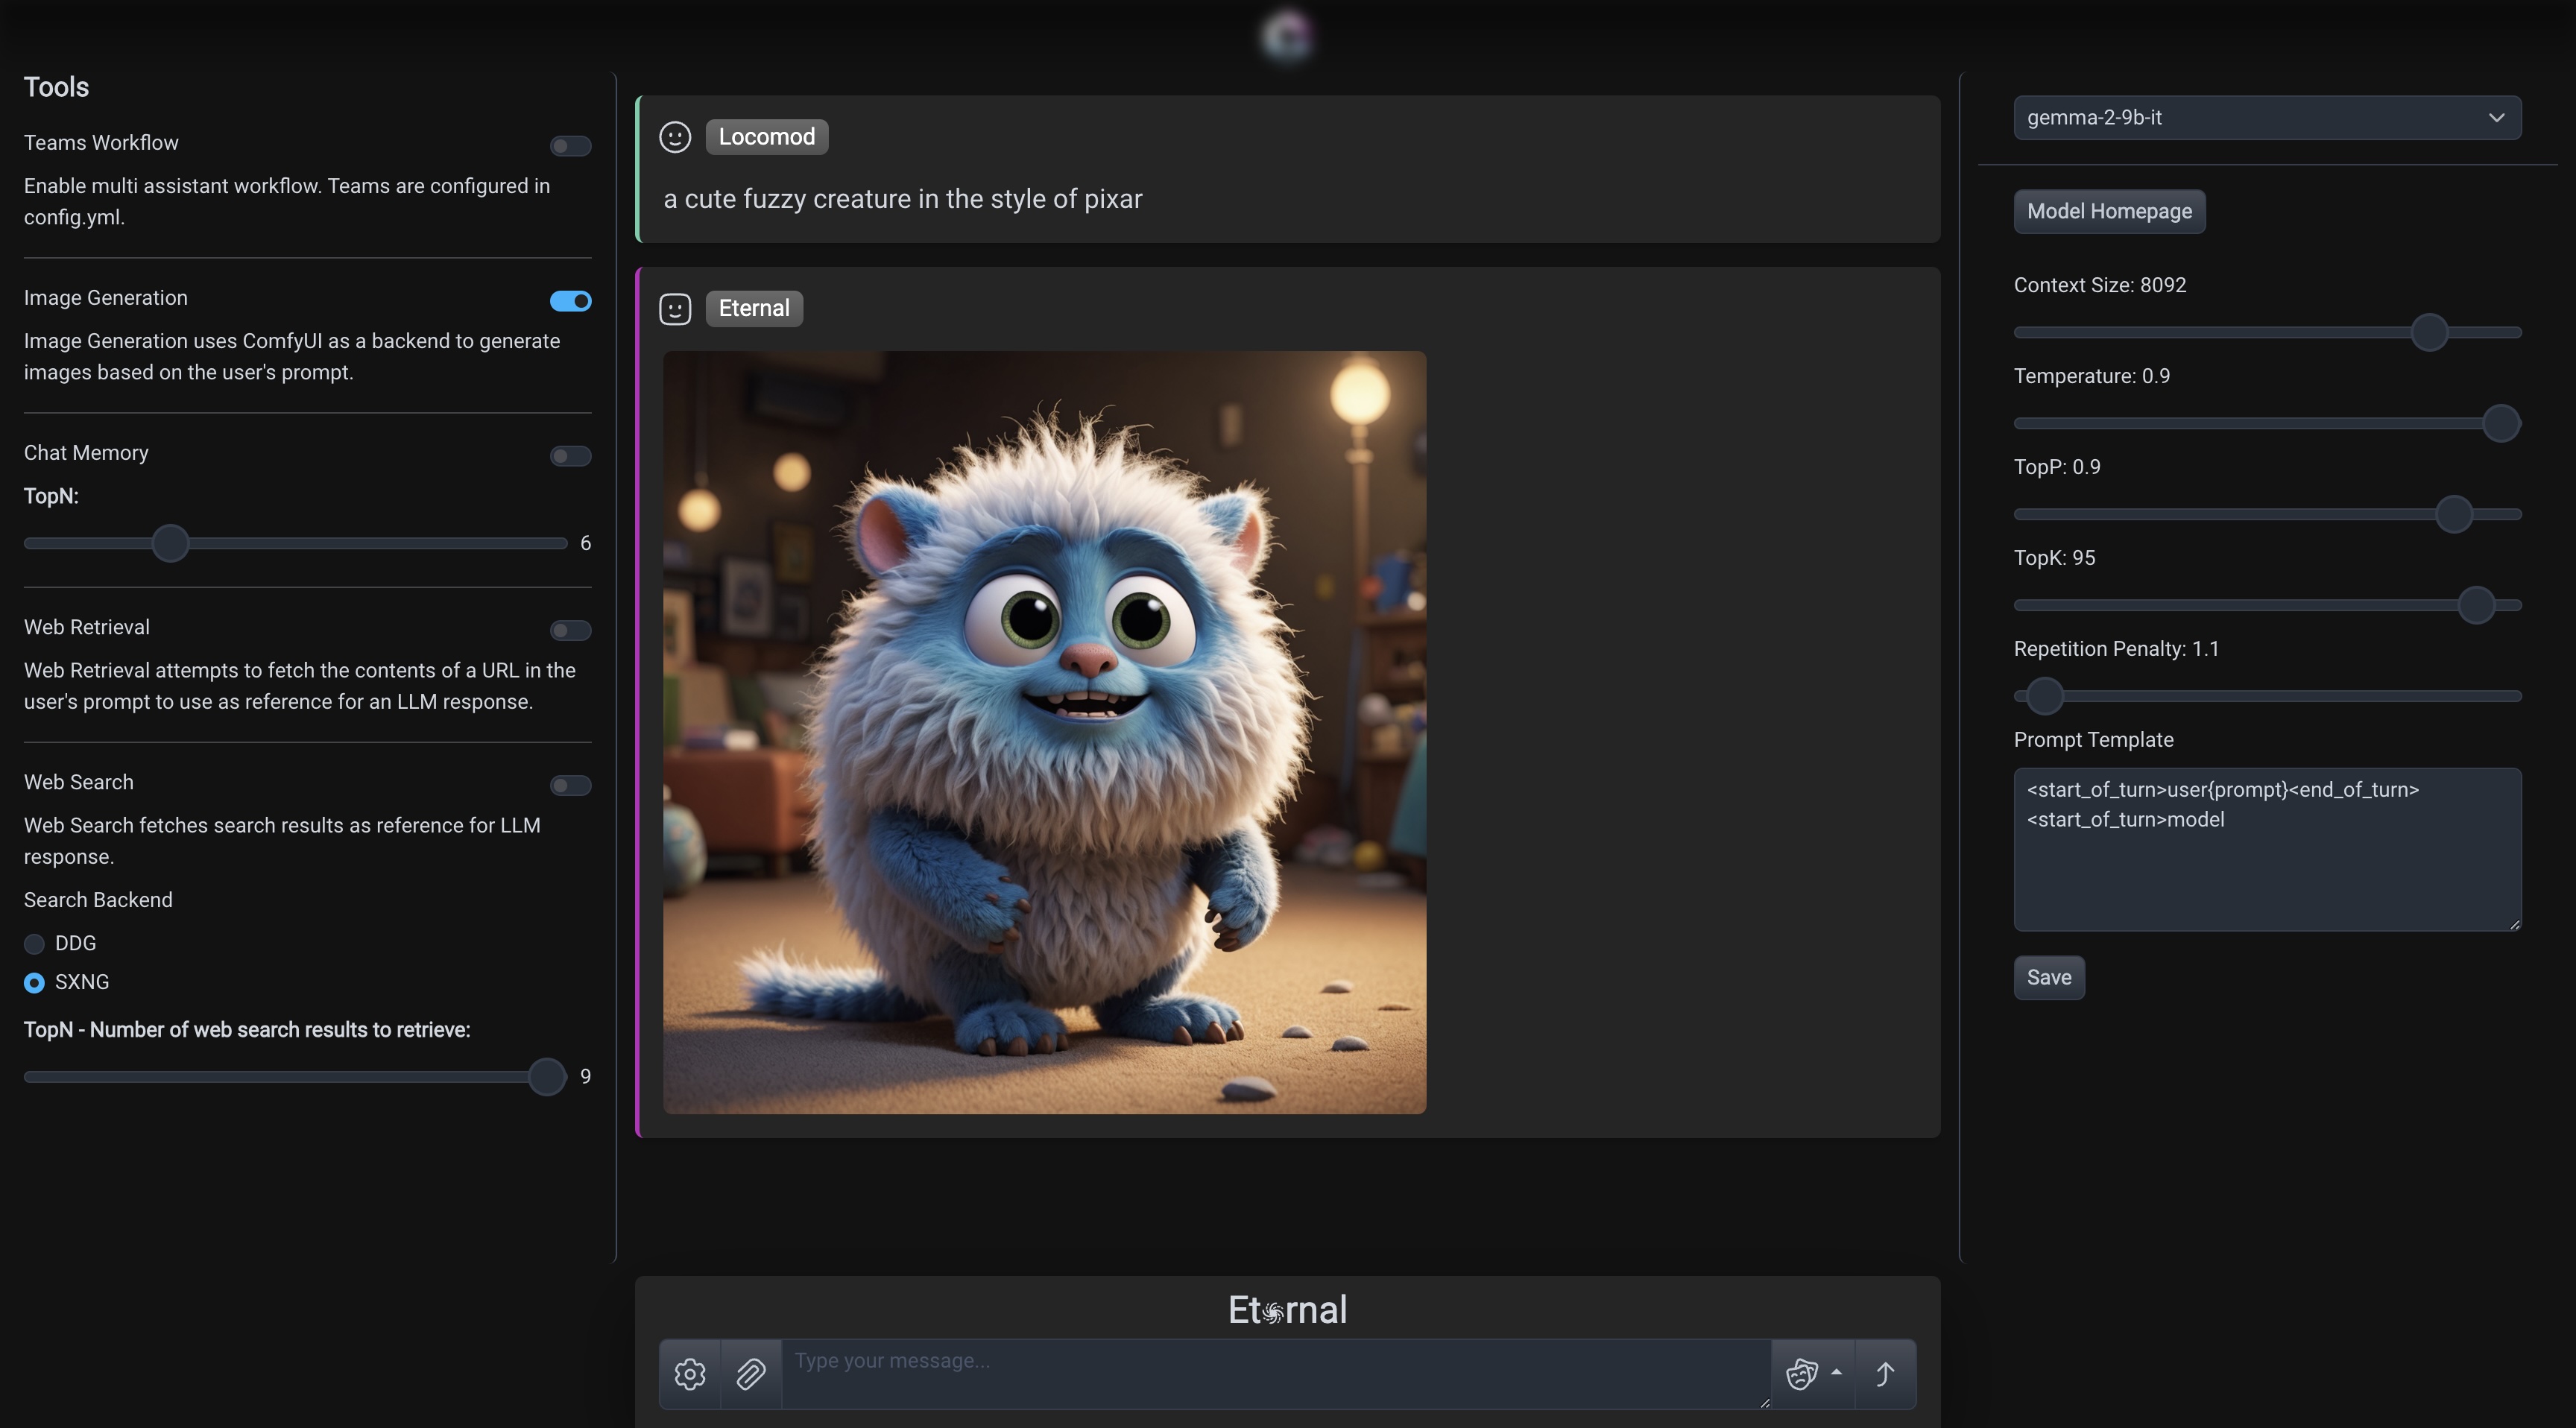 Tools
Teams Workflow
Enable multi assistant workflow. Teams are configured in
config.yml.
Image Generation
Image Generation uses ComfyUI as a backend to generate
images based on the user's prompt.
Chat Memory
TopN:
6
Web Retrieval
Web Retrieval attempts to fetch the contents of a URL in the
user's prompt to use as reference for an LLM response.
Web Search
Web Search fetches search results as reference for LLM
response.
Search Backend
DDG
SXNG
TopN - Number of web search results to retrieve:
9
Locomod
a cute fuzzy creature in the style of pixar
Eternal
Et rnal
Type your message...
gemma-2-9b-it
Model Homepage
Context Size: 8092
Temperature: 0.9
TopP: 0.9
TopK: 95
Repetition Penalty: 1.1
Prompt Template
<start_of_turn>user{prompt}<end_of_turn>
<start_of_turn>model
Save